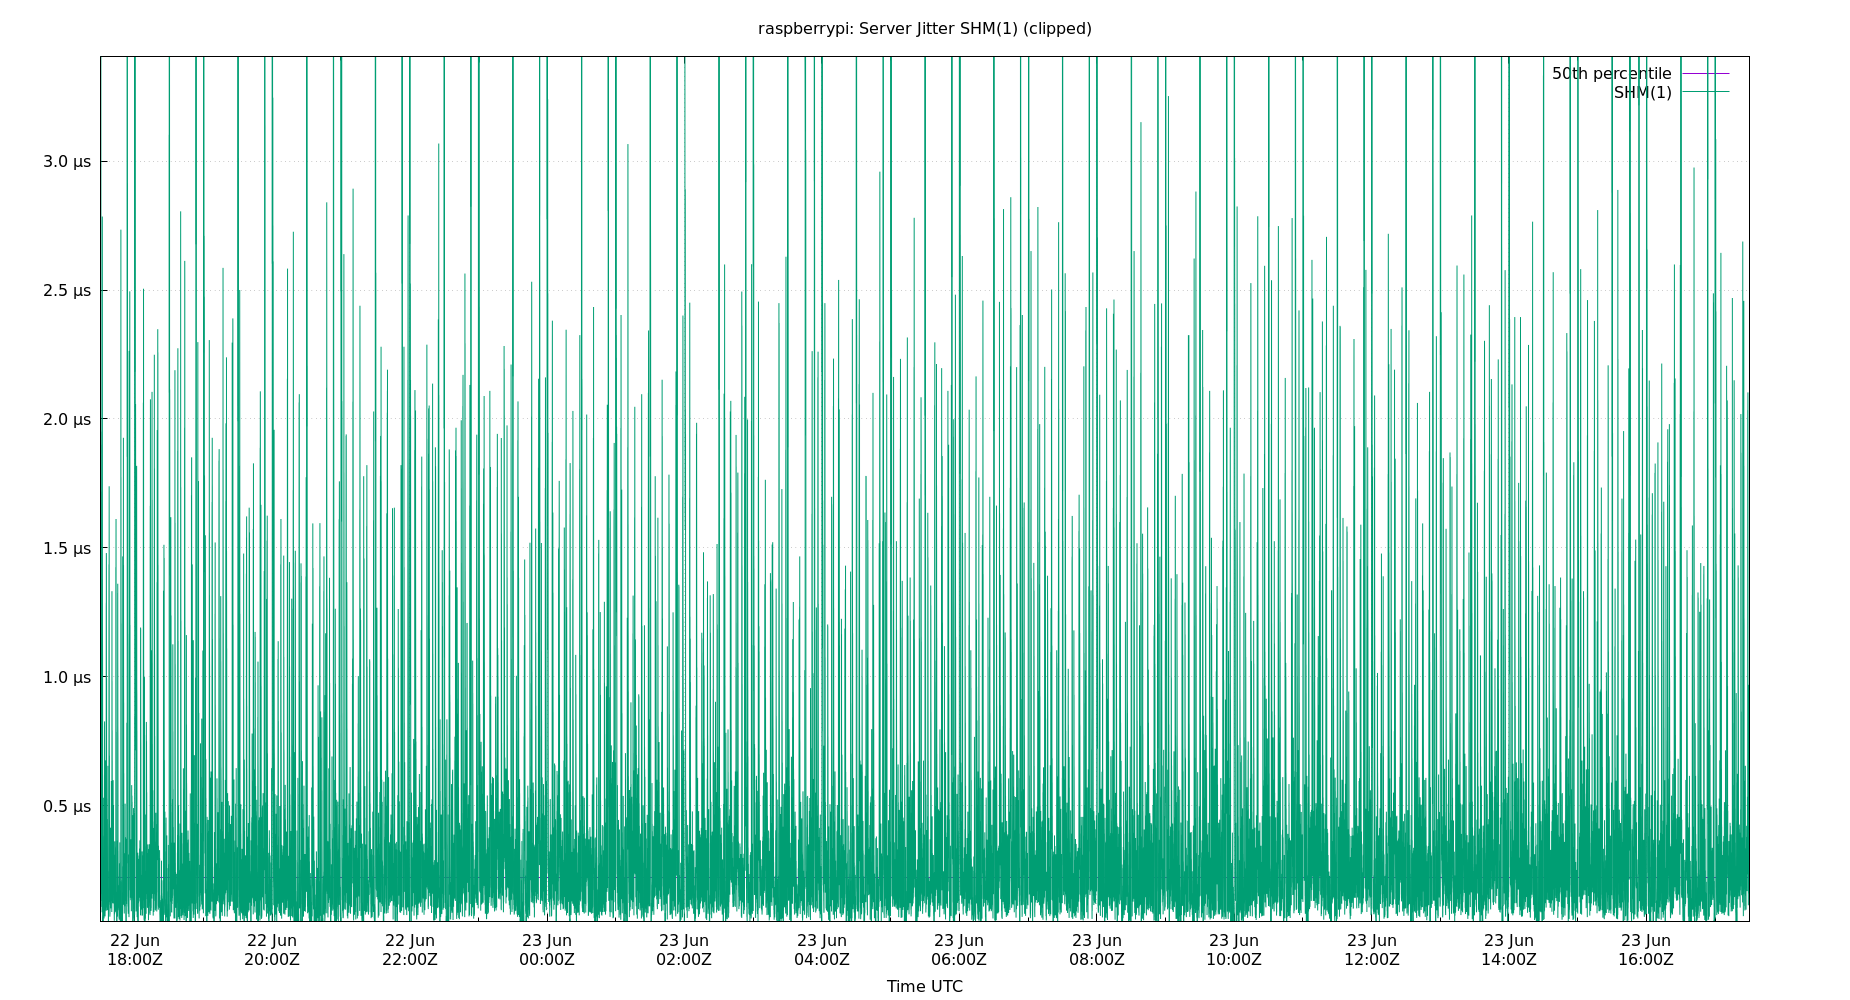 raspberrypi: Server Jitter SHM(1) (clipped)
50th percentile
SHM(1)
3.0 µs
2.5 µs
2.0 µs
1.5 µs
1.0 µs
0.5 µs
22 Jun 22 Jun 22 Jun 23 Jun 23 Jun 23 Jun 23 Jun 23 Jun 23 Jun 23 Jun 23 Jun 23 Jun
18:00Z 20:00Z 22:00Z 00:00Z 02:00Z 04:00Z 06:00Z 08:00Z 10:00Z 12:00Z 14:00Z 16:00Z
Time UTC